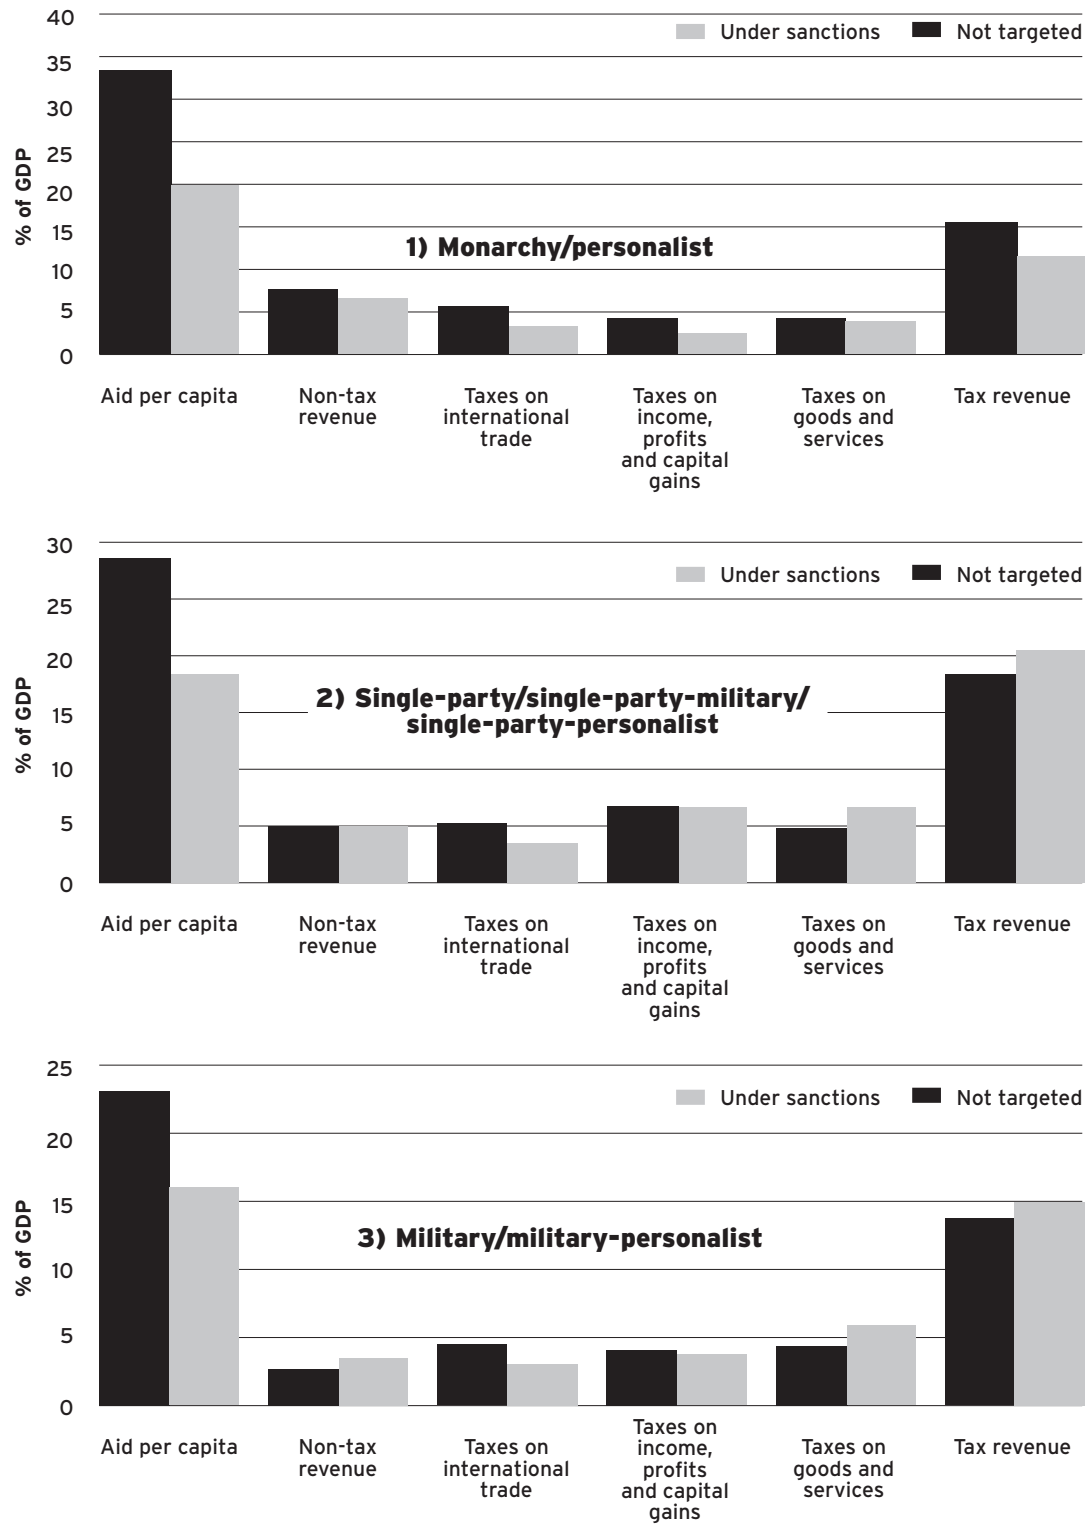 40
Under sanctions Not targeted
35
30
25
20
15
10
5
0
% of GDP
1) Monarchy/personalist
Aid per capita
Non-tax
revenue
Taxes on
international
trade
Taxes on
income,
profits
and capital
gains
Taxes on
goods and
services
Tax revenue
30
Under sanctions Not targeted
25
20
15
10
5
0
% of GDP
2) Single-party/single-party-military/
single-party-personalist
Aid per capita
Non-tax
revenue
Taxes on
international
trade
Taxes on
income,
profits
and capital
gains
Taxes on
goods and
services
Tax revenue
25
Under sanctions Not targeted
20
15
10
5
0
% of GDP
3) Military/military-personalist
Aid per capita
Non-tax
revenue
Taxes on
international
trade
Taxes on
income,
profits
and capital
gains
Taxes on
goods and
services
Tax revenue